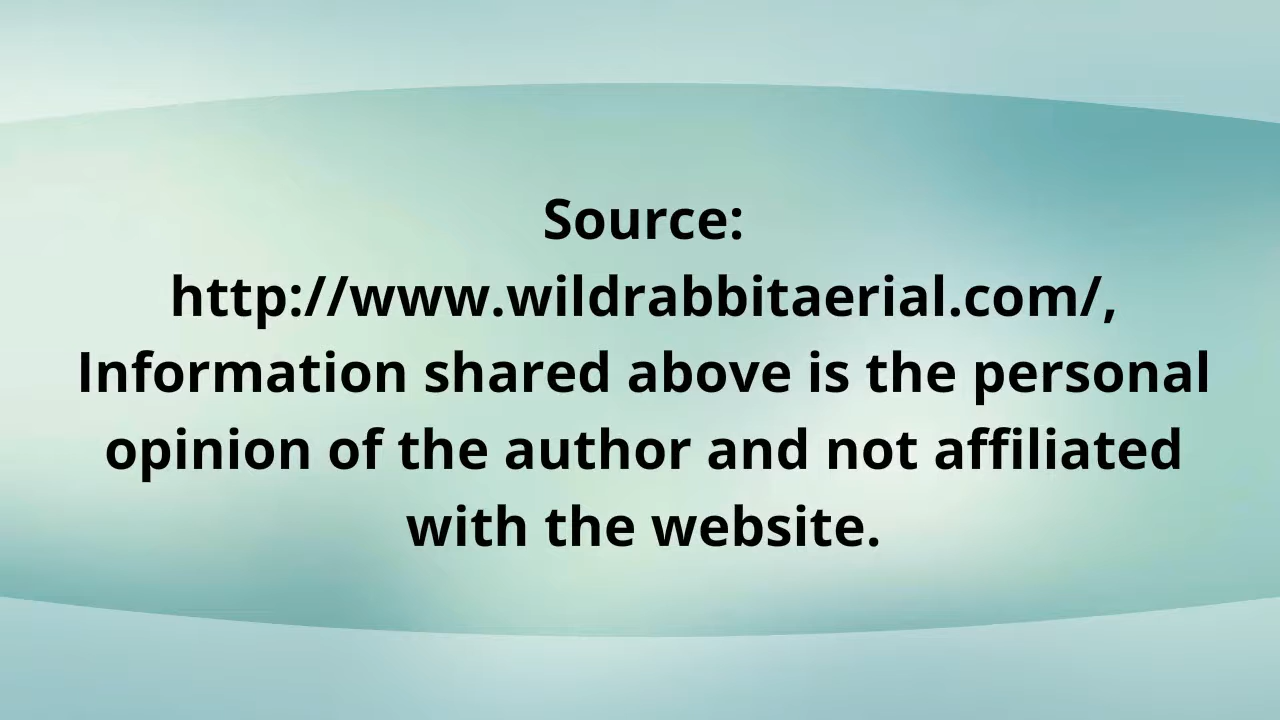 Source:
http://www.wildrabbitaerial.com/,
Information shared above is the personal
opinion of the author and not affiliated
with the website.